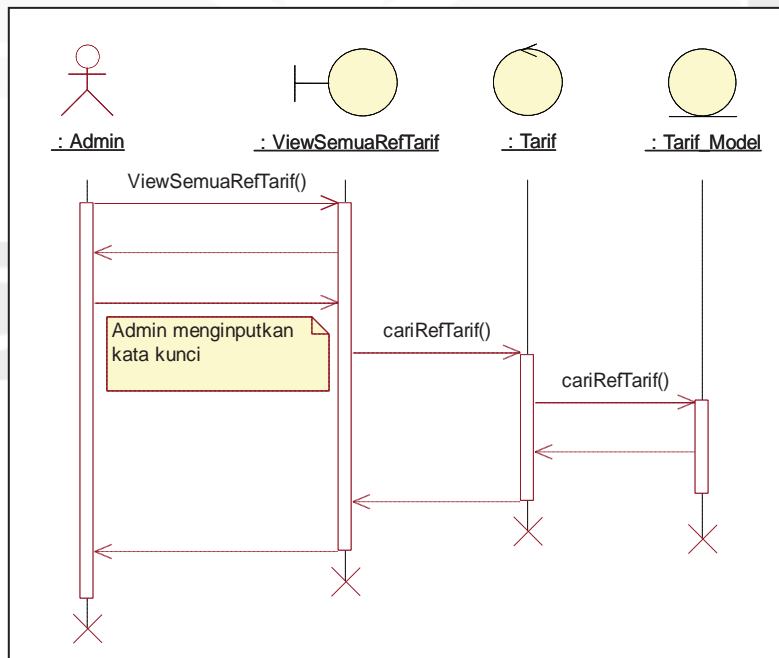 : Admin
: ViewSemuaRefTarif
: Tarif
: Tarif_Model
ViewSemuaRefTarif()
Admin menginputkan
kata kunci
cariRefTarif()
cariRefTarif()